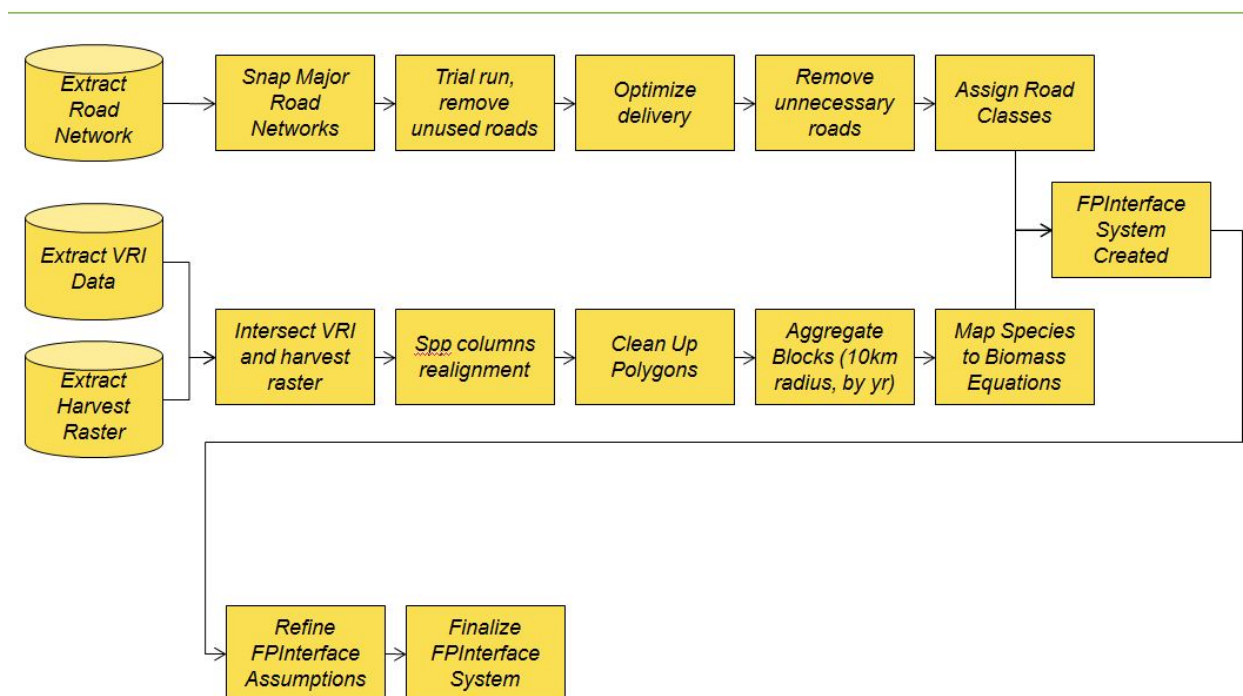 Extract
Road
Network
Snap Major
Road
Networks
Trial run,
remove
unused roads
Optimize
delivery
Remove
unnecessary
roads
Assign Road
Classes
FPInterface
System
Created
Extract VRI
Data
Extract
Harvest
Raster
Intersect VRI
and harvest
raster
Spp columns
realignment
Clean Up
Polygons
Aggregate
Blocks (10km
radius, by yr)
Map Species
to Biomass
Equations
Refine
FPInterface
Assumptions
Finalize
FPInterface
System